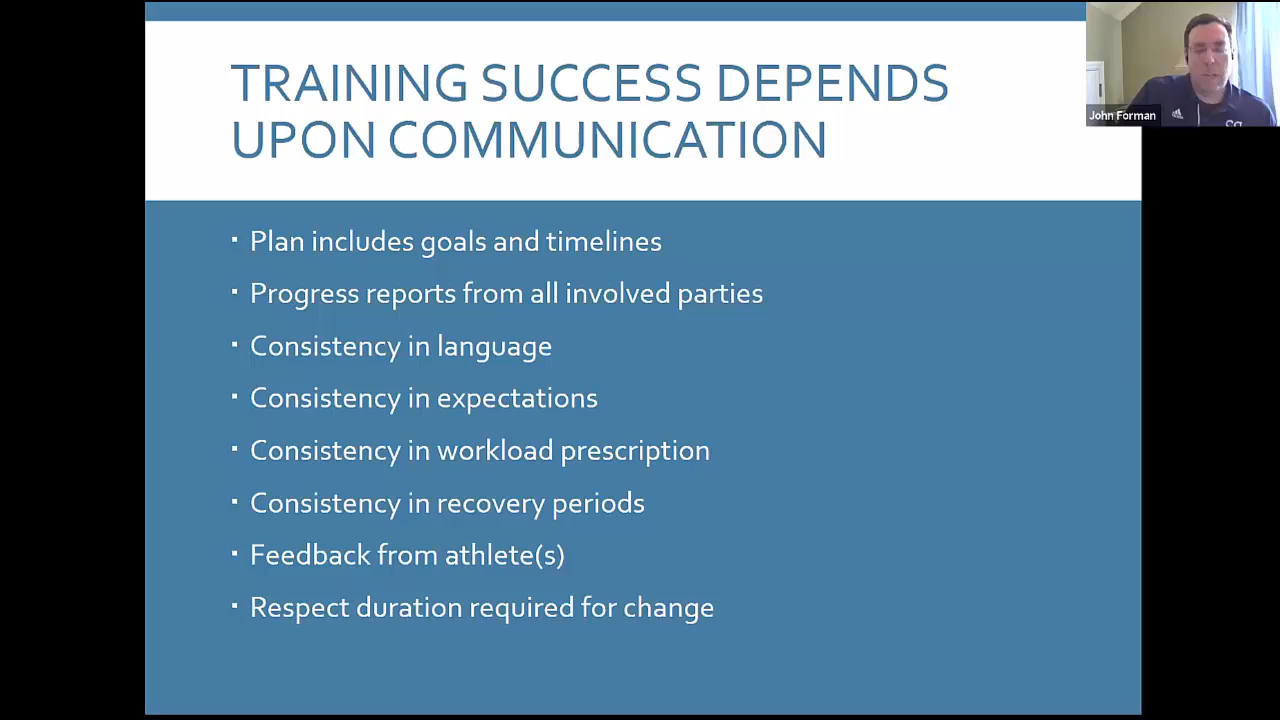 TRAINING SUCCESS DEPENDS
UPON COMMUNICATION
John Forman
▪ Plan includes goals and timelines
▪ Progress reports from all involved parties
▪ Consistency in language
▪ Consistency in expectations
▪ Consistency in workload prescription
▪ Consistency in recovery periods
▪ Feedback from athlete(s)
▪ Respect duration required for change